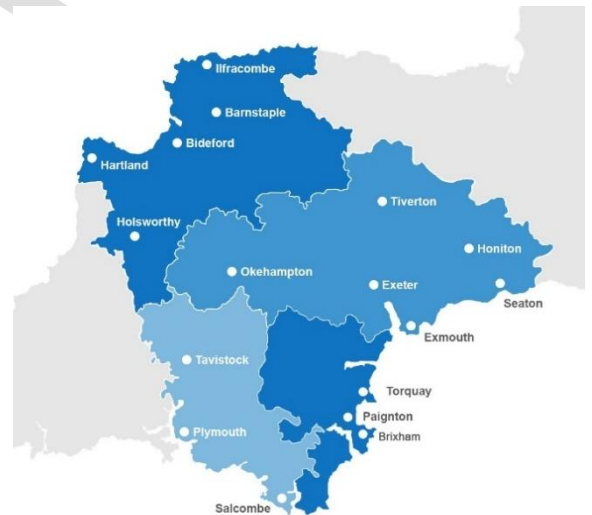 Ilfracombe
Barnstaple
Bideford
Hartland
Tiverton
Holsworthy
Honiton
Okehampton
Exeter
Seaton
Exmouth
Tavistock
Torquay
Paignton
Plymouth
Brixham
Salcombe